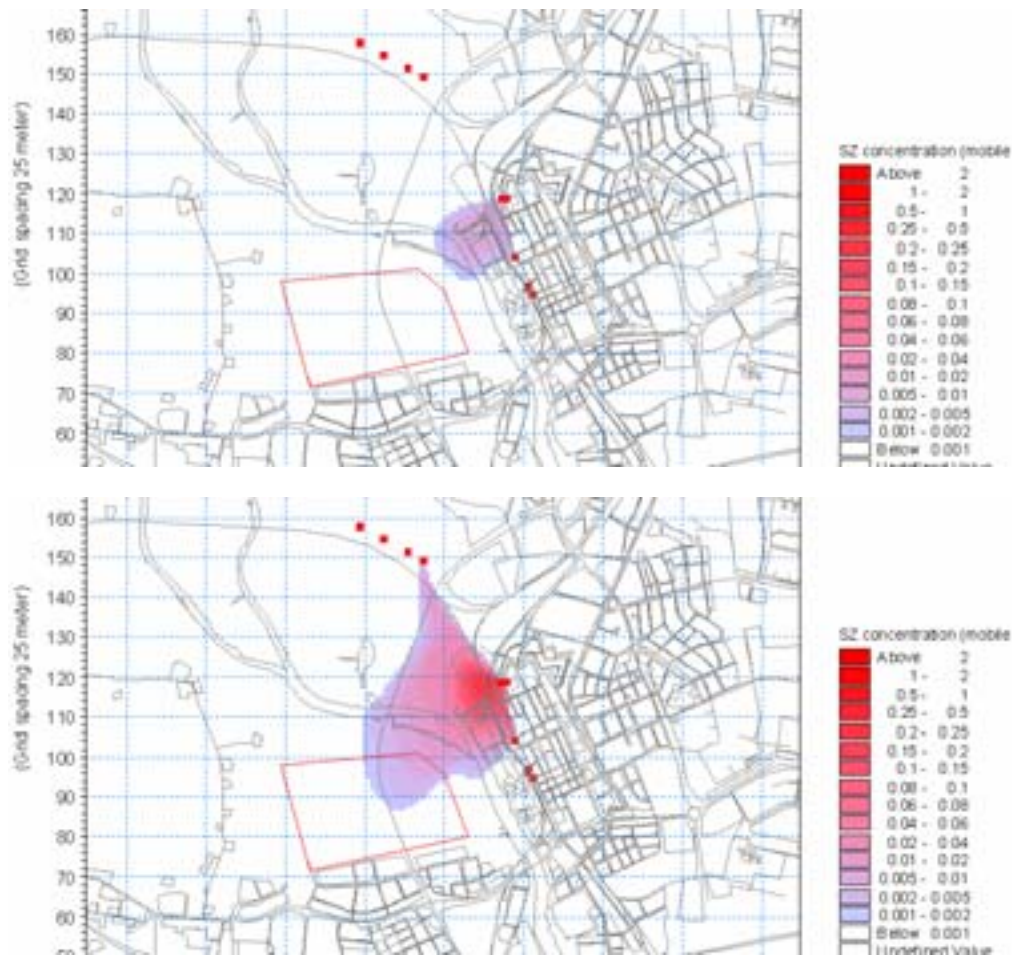 160
150
140
130
120
110
100
90
80
70
60
(Grid spacing 25 meter)
SZ concentration (mobile
Above 2
1 - 2
0.5 - 1
0.25 - 0.5
0.2 - 0.25
0.15 - 0.2
0.1 - 0.15
0.08 - 0.1
0.06 - 0.08
0.04 - 0.06
0.02 - 0.04
0.01 - 0.02
0.005 - 0.01
0.002 - 0.005
0.001 - 0.002
Below 0.001
Undefined Value
160
150
140
130
120
110
100
90
80
70
60
50
(Grid spacing 25 meter)
SZ concentration (mobile
Above 2
1 - 2
0.5 - 1
0.25 - 0.5
0.2 - 0.25
0.15 - 0.2
0.1 - 0.15
0.08 - 0.1
0.06 - 0.08
0.04 - 0.06
0.02 - 0.04
0.01 - 0.02
0.005 - 0.01
0.002 - 0.005
0.001 - 0.002
Below 0.001
Undefined Value